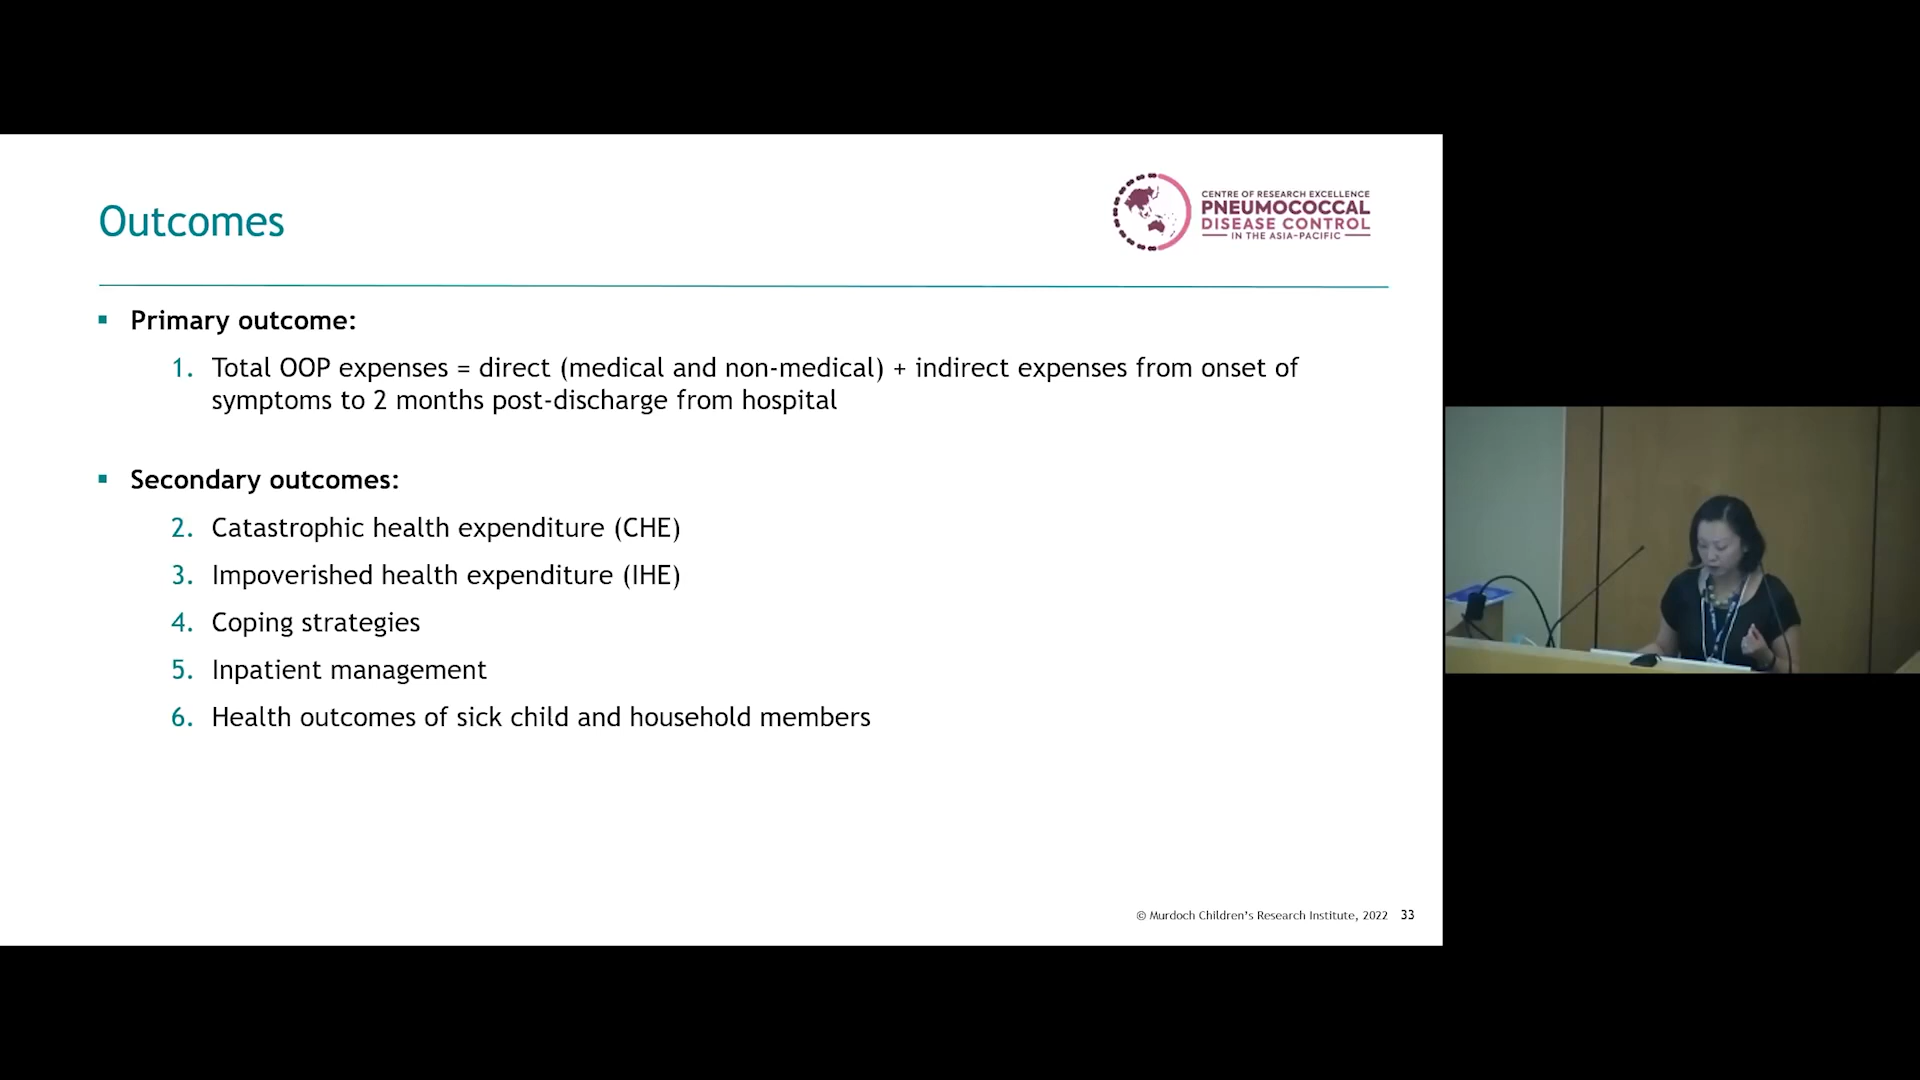 Outcomes
CENTRE OF RESEARCH EXCELLENCE
PNEUMOCOCCAL
DISEASE CONTROL
IN THE ASIA-PACIFIC
Primary outcome:
1. Total OOP expenses = direct (medical and non-medical) + indirect expenses from onset of
symptoms to 2 months post-discharge from hospital
Secondary outcomes:
2. Catastrophic health expenditure (CHE)
3. Impoverished health expenditure (IHE)
4. Coping strategies
5. Inpatient management
6. Health outcomes of sick child and household members
© Murdoch Children's Research Institute, 2022 33